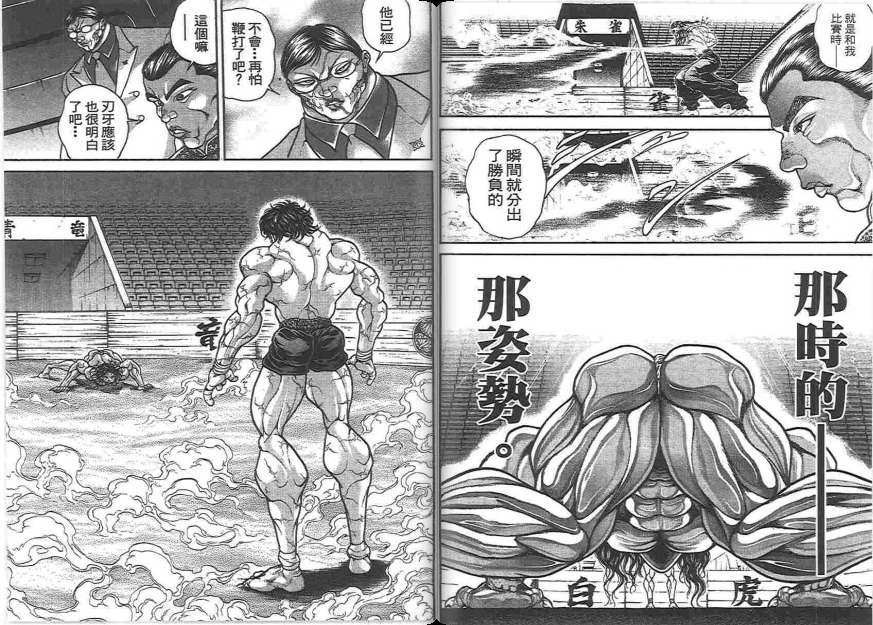 就是和我
比賽時—
朱雀
雀
瞬間就分出
了勝負的
那時的—
那姿勢。
白虎
他已經
不會…再怕
鞭打了吧？
這個嘛
—
刃牙應該
也很明白
了吧…
青竜
竜